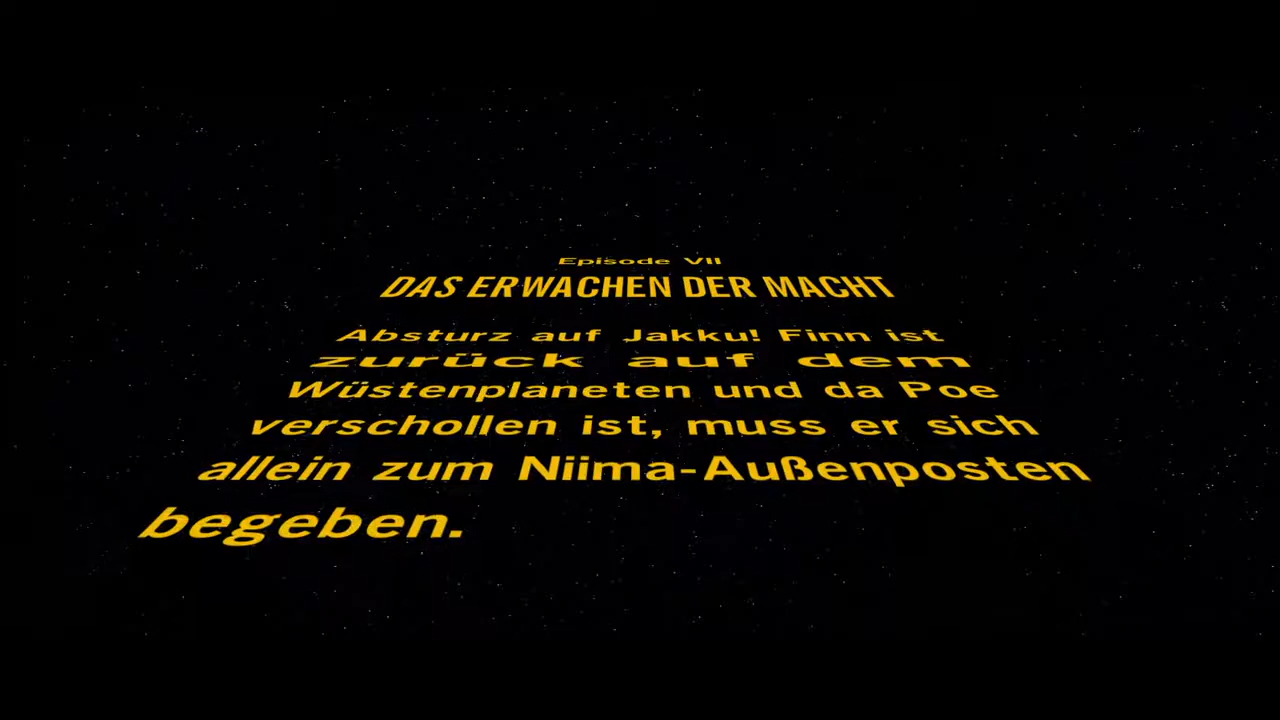 Episode VII
DAS ERWACHEN DER MACHT
Absturz auf Jakku! Finn ist
zurück auf dem
Wüstenplaneten und da Poe
verschollen ist, muss er sich
allein zum Niima-Außenposten
begeben.